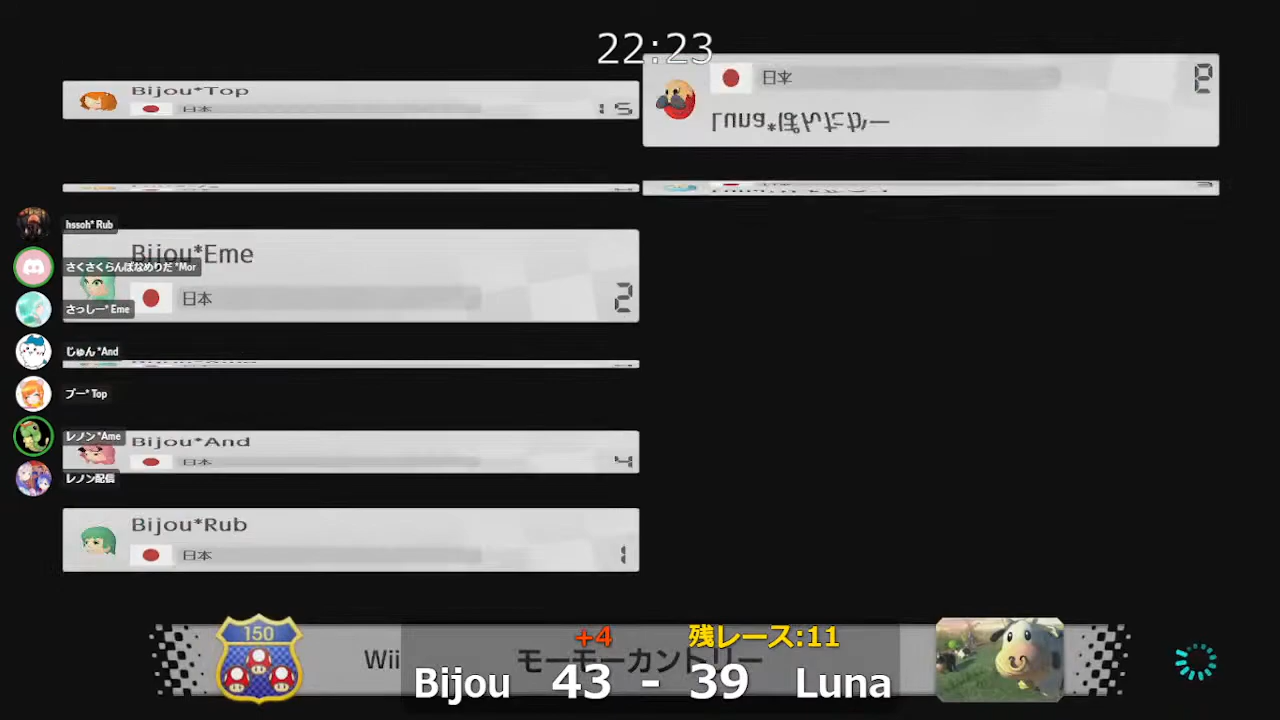 22:23
Bijou*Top
日本
15
日本
Luna*ぽんたかー
hssoh*Rub
Bijou*Eme
さくさくらんぼなめりだ *Mor
日本
2
さっしー* Eme
じゅん *And
プー* Top
レノン *Ame
Bijou*And
日本
4
レノン配信
Bijou*Rub
日本
1
150
Wii
モーモーカントリー
+4
残レース:11
Bijou 43 - 39 Luna